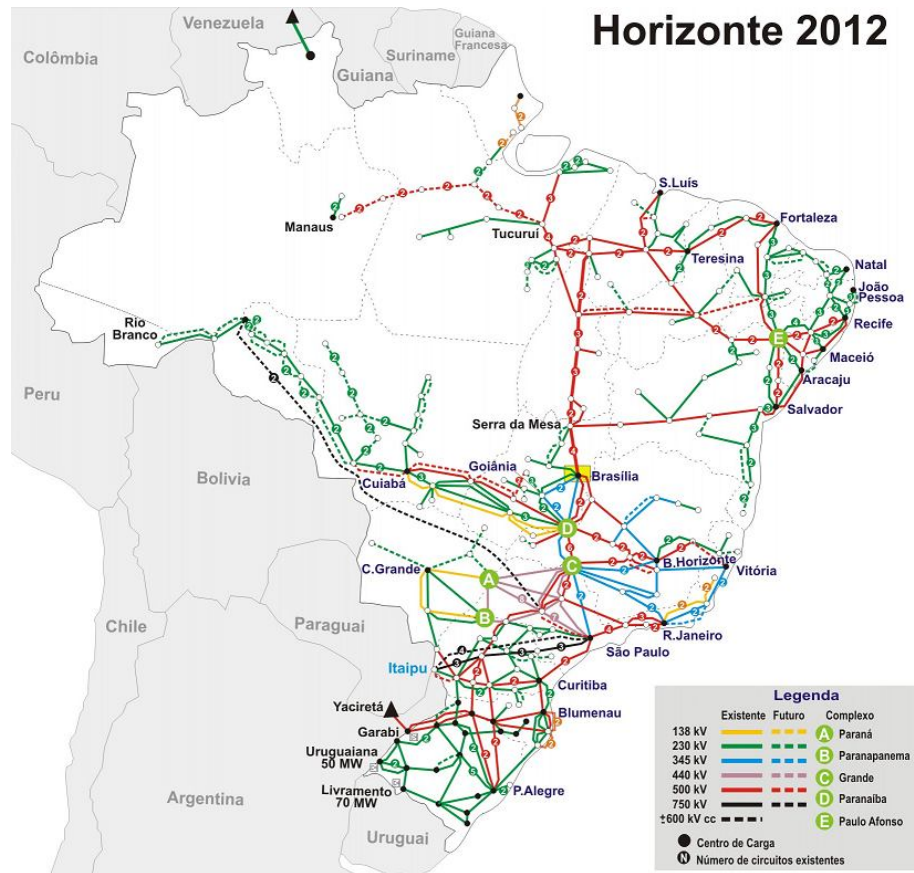 Horizonte 2012
Venezuela
Colômbia
Guiana
Suriname
Guiana
Francesa
Manaus
Tucuruí
S.Luís
Fortaleza
Teresina
Natal
João
Pessoa
Recife
Rio
Branco
E
Maceió
Aracaju
Salvador
Peru
Serra da Mesa
Bolivia
Cuiabá
Goiânia
Brasília
D
C
B.Horizonte
Vitória
C.Grande
A
B
R.Janeiro
Paraguai
Chile
São Paulo
Itaipu
Curitiba
Yaciretá
Blumenau
Garabi
Uruguaiana
50 MW
Livramento
70 MW
P.Alegre
Argentina
Uruguai
Legenda
Existente Futuro Complexo
138 kV
230 kV
345 kV
440 kV
500 kV
750 kV
±600 kV cc
A Paraná
B Paranapanema
C Grande
D Paranaíba
E Paulo Afonso
Centro de Carga
N Número de circuitos existentes